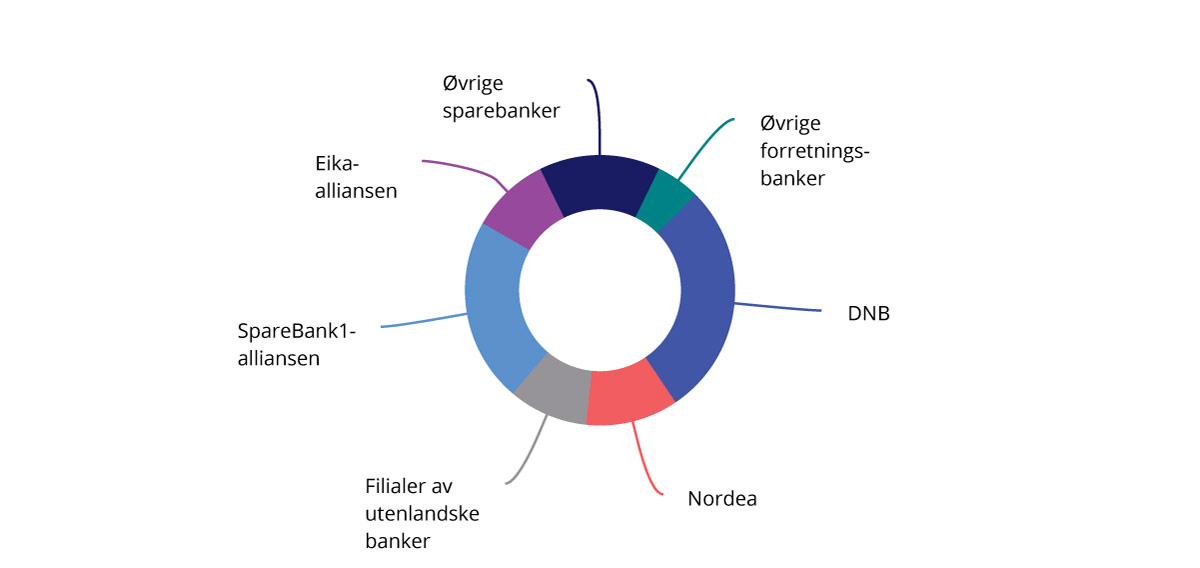 Øvrige
sparebanker
Øvrige
forretnings-
banker
Eika-
alliansen
DNB
SpareBank1-
alliansen
Filialer av
utenlandske
banker
Nordea